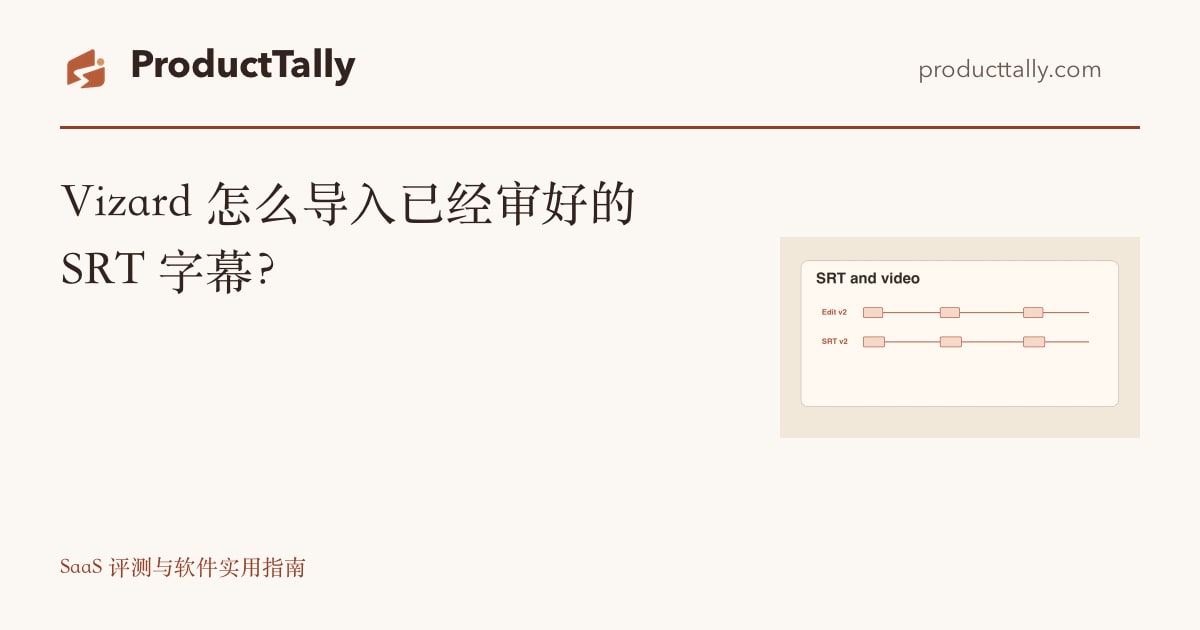 ProductTally
producttally.com
Vizard 怎么导入已经审好的
SRT 字幕?
SRT and video
Edit v2
SRT v2
SaaS 评测与软件实用指南